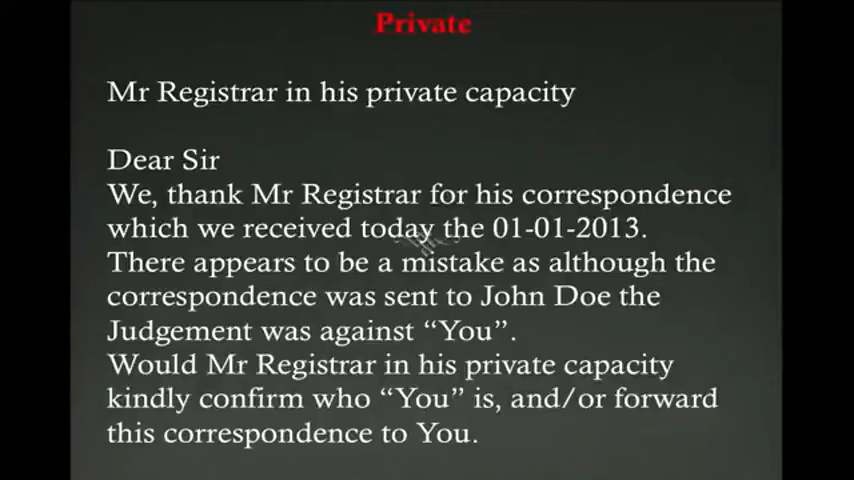 Private
Mr Registrar in his private capacity
Dear Sir
We, thank Mr Registrar for his correspondence
which we received today the 01-01-2013.
There appears to be a mistake as although the
correspondence was sent to John Doe the
Judgement was against “You”.
Would Mr Registrar in his private capacity
kindly confirm who “You” is, and/or forward
this correspondence to You.